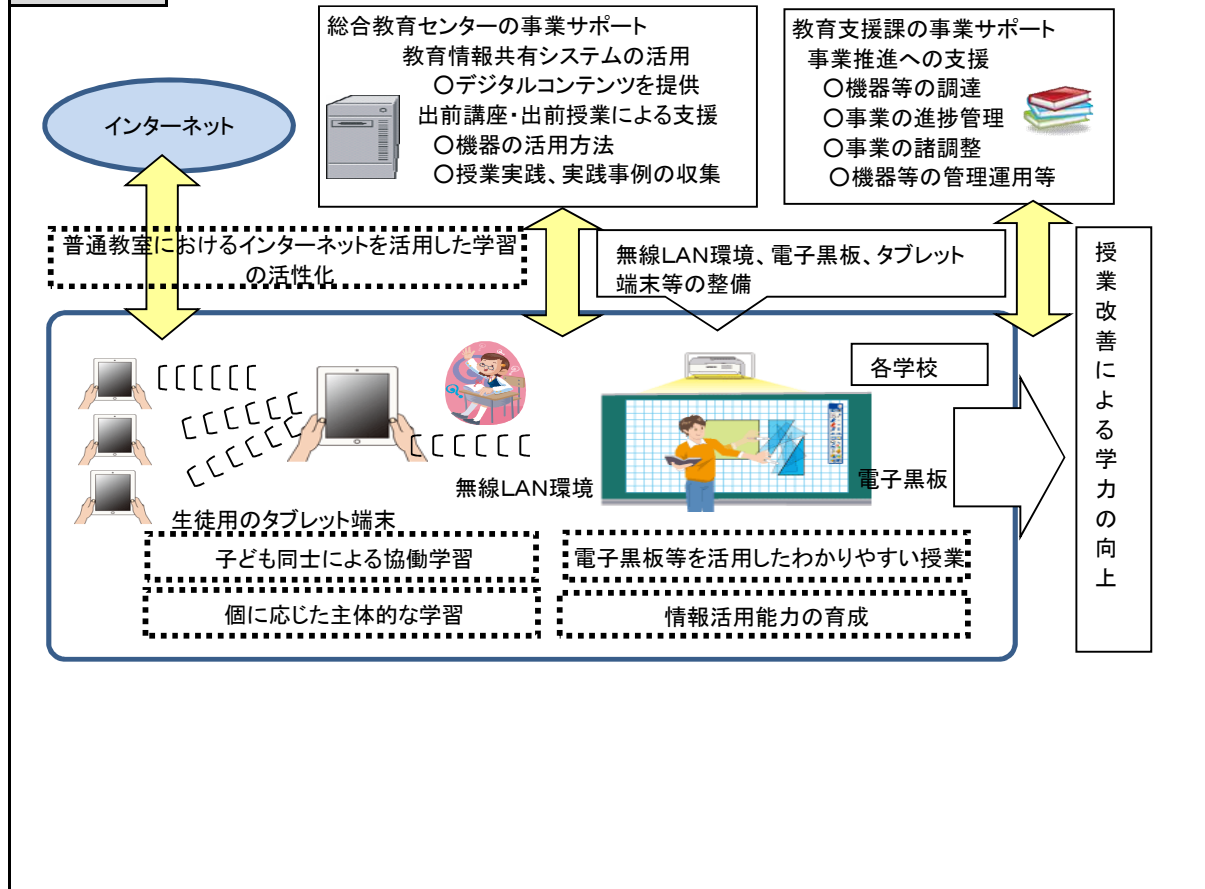 総合教育センターの事業サポート
教育情報共有システムの活用
〇デジタルコンテンツを提供
出前講座・出前授業による支援
〇機器の活用方法
〇授業実践、実践事例の収集
教育支援課の事業サポート
事業推進への支援
〇機器等の調達
〇事業の進捗管理
〇事業の諸調整
〇機器等の管理運用等
インターネット
普通教室におけるインターネットを活用した学習
の活性化
無線LAN環境、電子黒板、タブレット
端末等の整備
授業改善による学力の向上
各学校
無線LAN環境
電子黒板
生徒用のタブレット端末
子ども同士による協働学習
電子黒板等を活用したわかりやすい授業
個に応じた主体的な学習
情報活用能力の育成